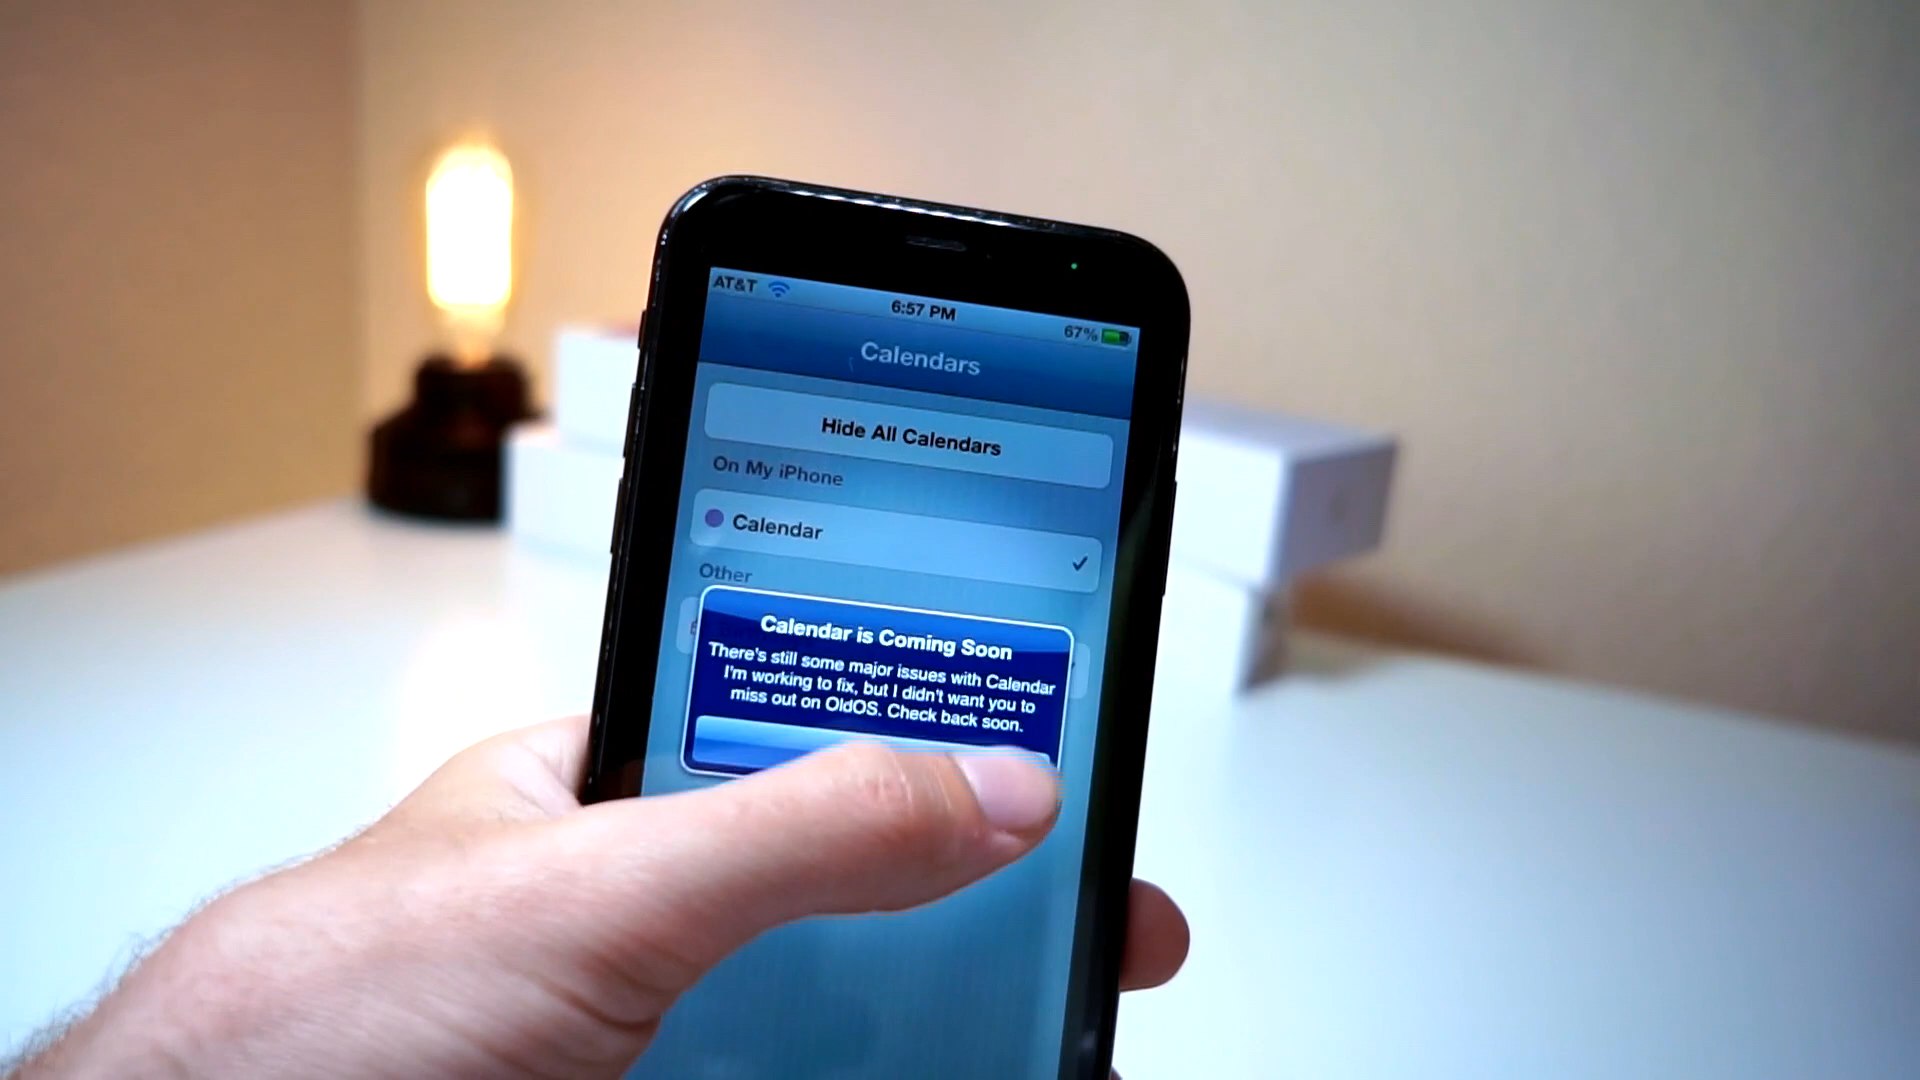 AT&T
6:57 PM
67%
Calendars
Hide All Calendars
On My iPhone
Calendar
Other
Calendar is Coming Soon
There's still some major issues with Calendar
I'm working to fix, but I didn't want you to
miss out on OldOS. Check back soon.